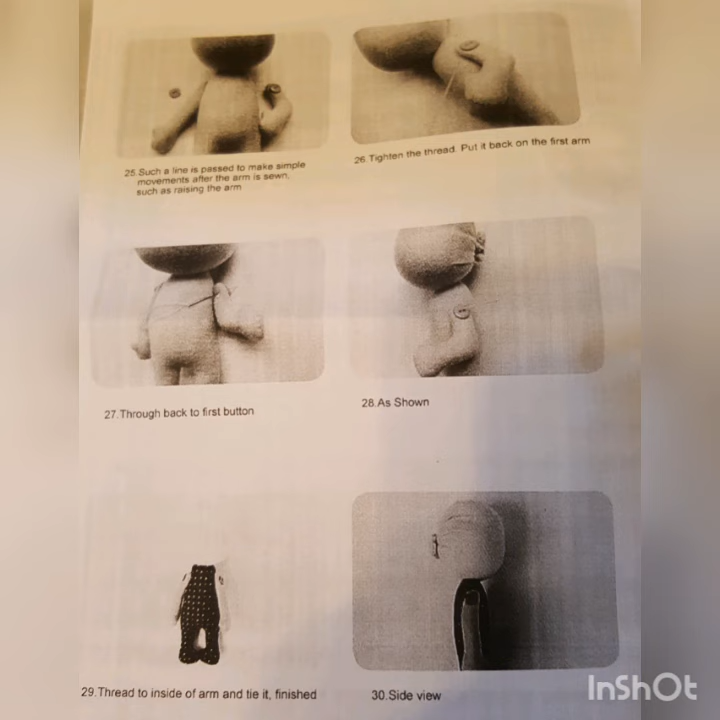 25.Such a line is passed to make simple
movements after the arm is sewn,
such as raising the arm
26.Tighten the thread. Put it back on the first arm
27.Through back to first button
28.As Shown
29.Thread to inside of arm and tie it, finished
30.Side view
InShOt